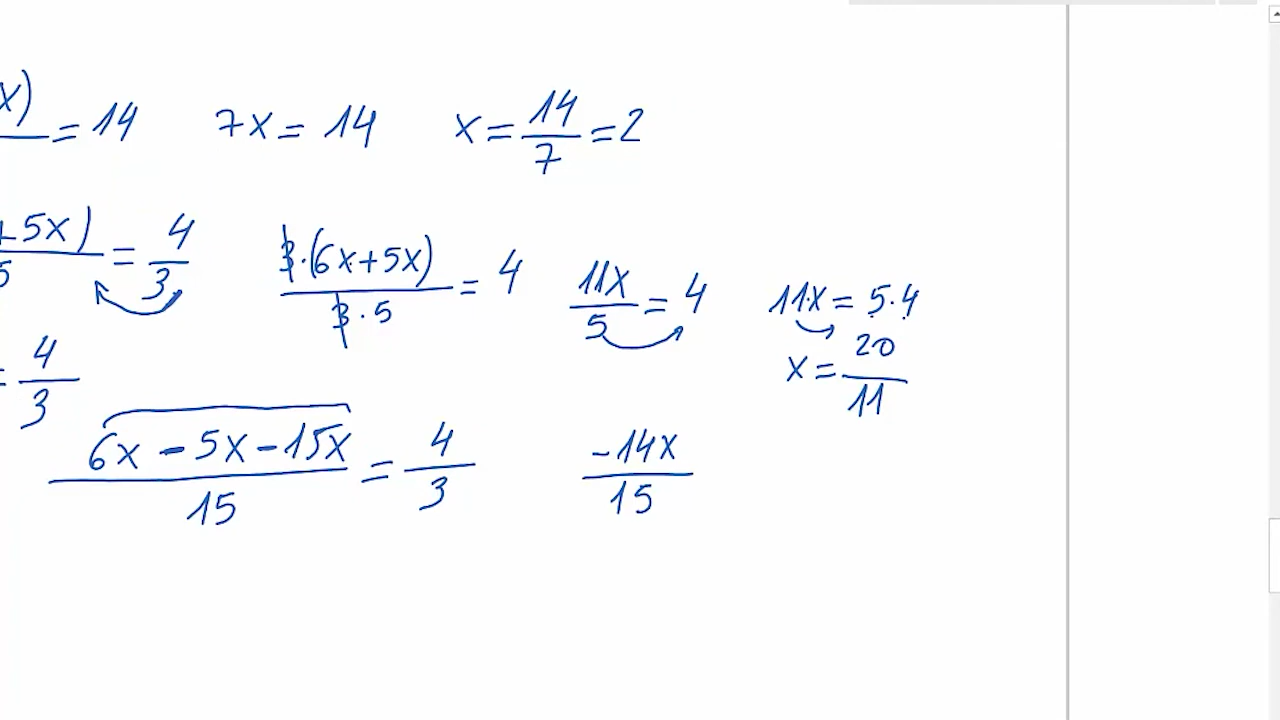 x)/ = 14   7x = 14   x = 14/7 = 2
+5x)/5 = 4/3   3·(6x+5x)/3·5 = 4   11x/5 = 4   11·x = 5·4
= 4/3   x = 20/11
6x - 5x - 15x/15 = 4/3   -14x/15